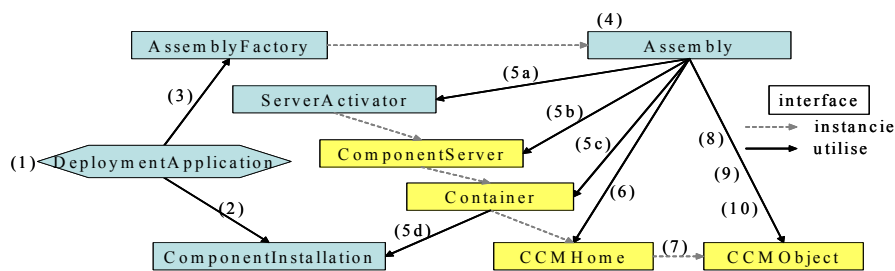 (4)
AssemblyFactory
Assembly
(5a)
(3)
ServerActivator
(5b)
interface
instancie
(5c)
(8)
utilise
ComponentServer
(1)
DeploymentApplication
(9)
Container
(6)
(2)
(10)
(5d)
(7)
ComponentInstallation
CCMHome
CCMObject